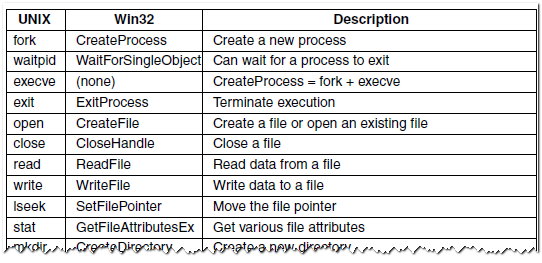 UNIX Win32 Description
fork CreateProcess Create a new process
waitpid WaitForSingleObject Can wait for a process to exit
execve (none) CreateProcess = fork + execve
exit ExitProcess Terminate execution
open CreateFile Create a file or open an existing file
close CloseHandle Close a file
read ReadFile Read data from a file
write WriteFile Write data to a file
lseek SetFilePointer Move the file pointer
stat GetFileAttributesEx Get various file attributes
mkdir CreateDirectory Create a new directory